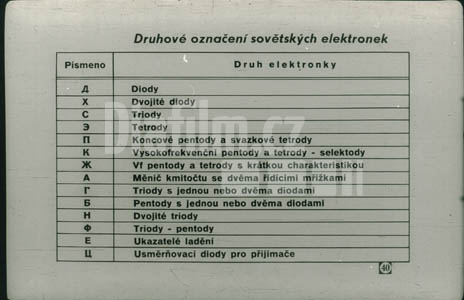 Druhové označení sovětských elektronek
Písmeno Druh elektronky
Д Diody
Х Dvojité diody
С Triody
Э Tetrody
П Koncové pentody a svazkové tetrody
К Vysokofrekvenční pentody a tetrody - selektody
Ж Vf pentody a tetrody s krátkou charakteristikou
А Měnič kmitočtu se dvěma řídicími mřížkami
Г Triody s jednou nebo dvěma diodami
Б Pentody s jednou nebo dvěma diodami
Н Dvojité triody
Ф Triody - pentody
Е Ukazatelé ladění
Ц Usměrňovací diody pro přijímače
40